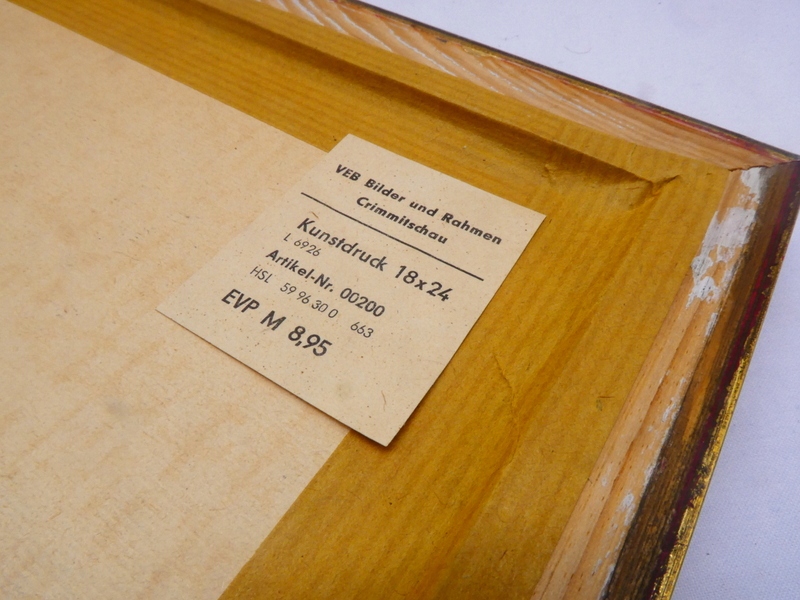 VEB Bilder und Rahmen
Crimmitschau
Kunstdruck 18x24
L 6926
Artikel-Nr. 00200
HSL 59 96 30 0 663
EVP M 8,95